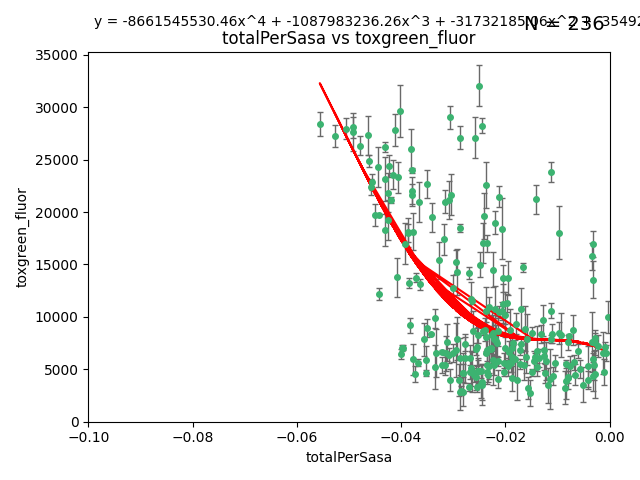 y = -8661545530.46x^4 + -1087983236.26x^3 + -31732185.
N = 236
totalPerSasa vs toxgreen_fluor
35000
30000
25000
20000
15000
10000
5000
0
toxgreen_fluor
−0.10 −0.08 −0.06 −0.04 −0.02 0.00
totalPerSasa